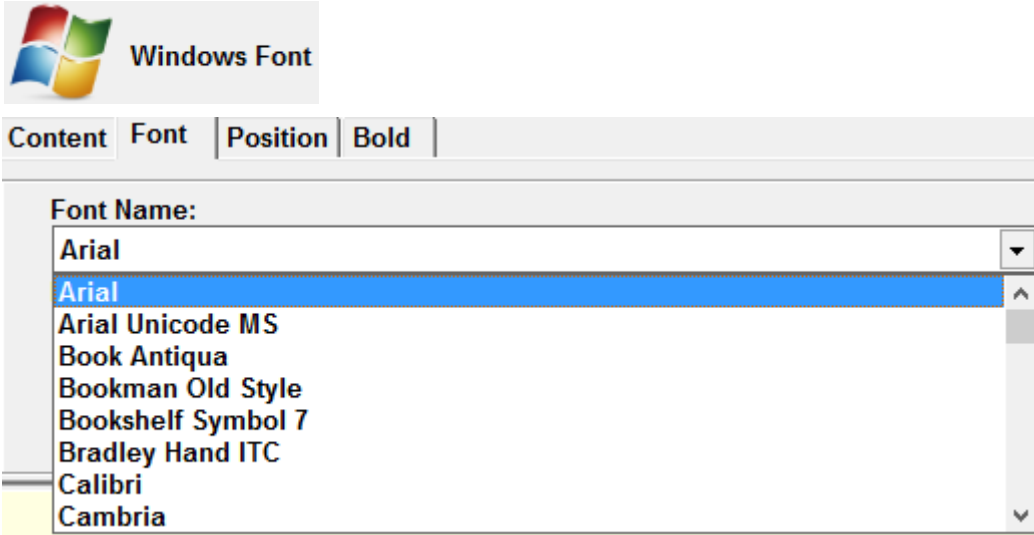 Windows Font
Content Font Position Bold
Font Name:
Arial
Arial
Arial Unicode MS
Book Antiqua
Bookman Old Style
Bookshelf Symbol 7
Bradley Hand ITC
Calibri
Cambria